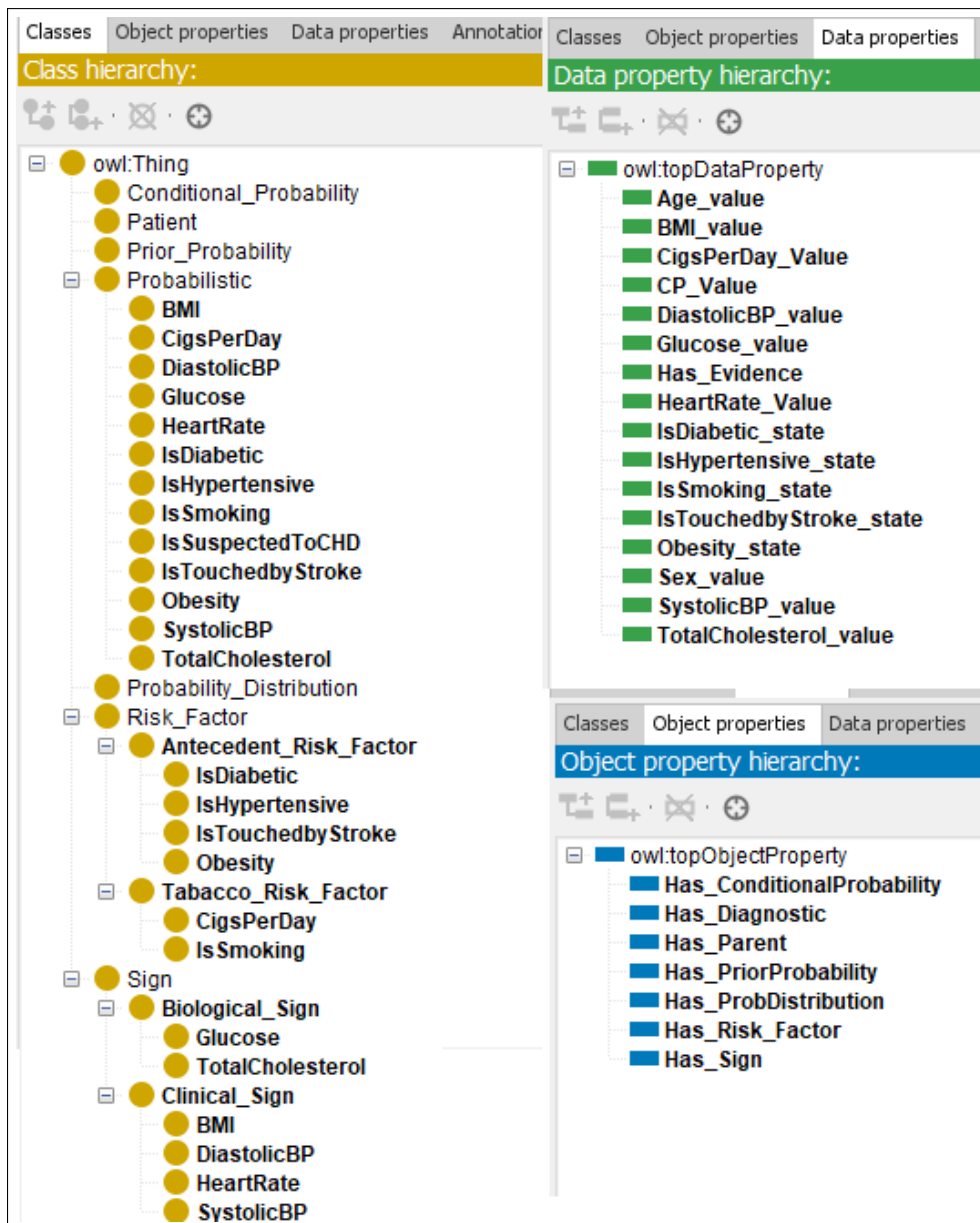 Classes Object properties Data properties Annotation
Class hierarchy:
owl:Thing
Conditional_Probability
Patient
Prior_Probability
Probabilistic
BMI
CigsPerDay
DiastolicBP
Glucose
HeartRate
IsDiabetic
IsHypertensive
IsSmoking
IsSuspectedToCHD
IsTouchedbyStroke
Obesity
SystolicBP
TotalCholesterol
Probability_Distribution
Risk_Factor
Antecedent_Risk_Factor
IsDiabetic
IsHypertensive
IsTouchedbyStroke
Obesity
Tabacco_Risk_Factor
CigsPerDay
IsSmoking
Sign
Biological_Sign
Glucose
TotalCholesterol
Clinical_Sign
BMI
DiastolicBP
HeartRate
SystolicBP
Classes Object properties Data properties
Data property hierarchy:
owl:topDataProperty
Age_value
BMI_value
CigsPerDay_Value
CP_Value
DiastolicBP_value
Glucose_value
Has_Evidence
HeartRate_Value
IsDiabetic_state
IsHypertensive_state
IsSmoking_state
IsTouchedbyStroke_state
Obesity_state
Sex_value
SystolicBP_value
TotalCholesterol_value
Classes Object properties Data properties
Object property hierarchy:
owl:topObjectProperty
Has_ConditionalProbability
Has_Diagnostic
Has_Parent
Has_PriorProbability
Has_ProbDistribution
Has_Risk_Factor
Has_Sign